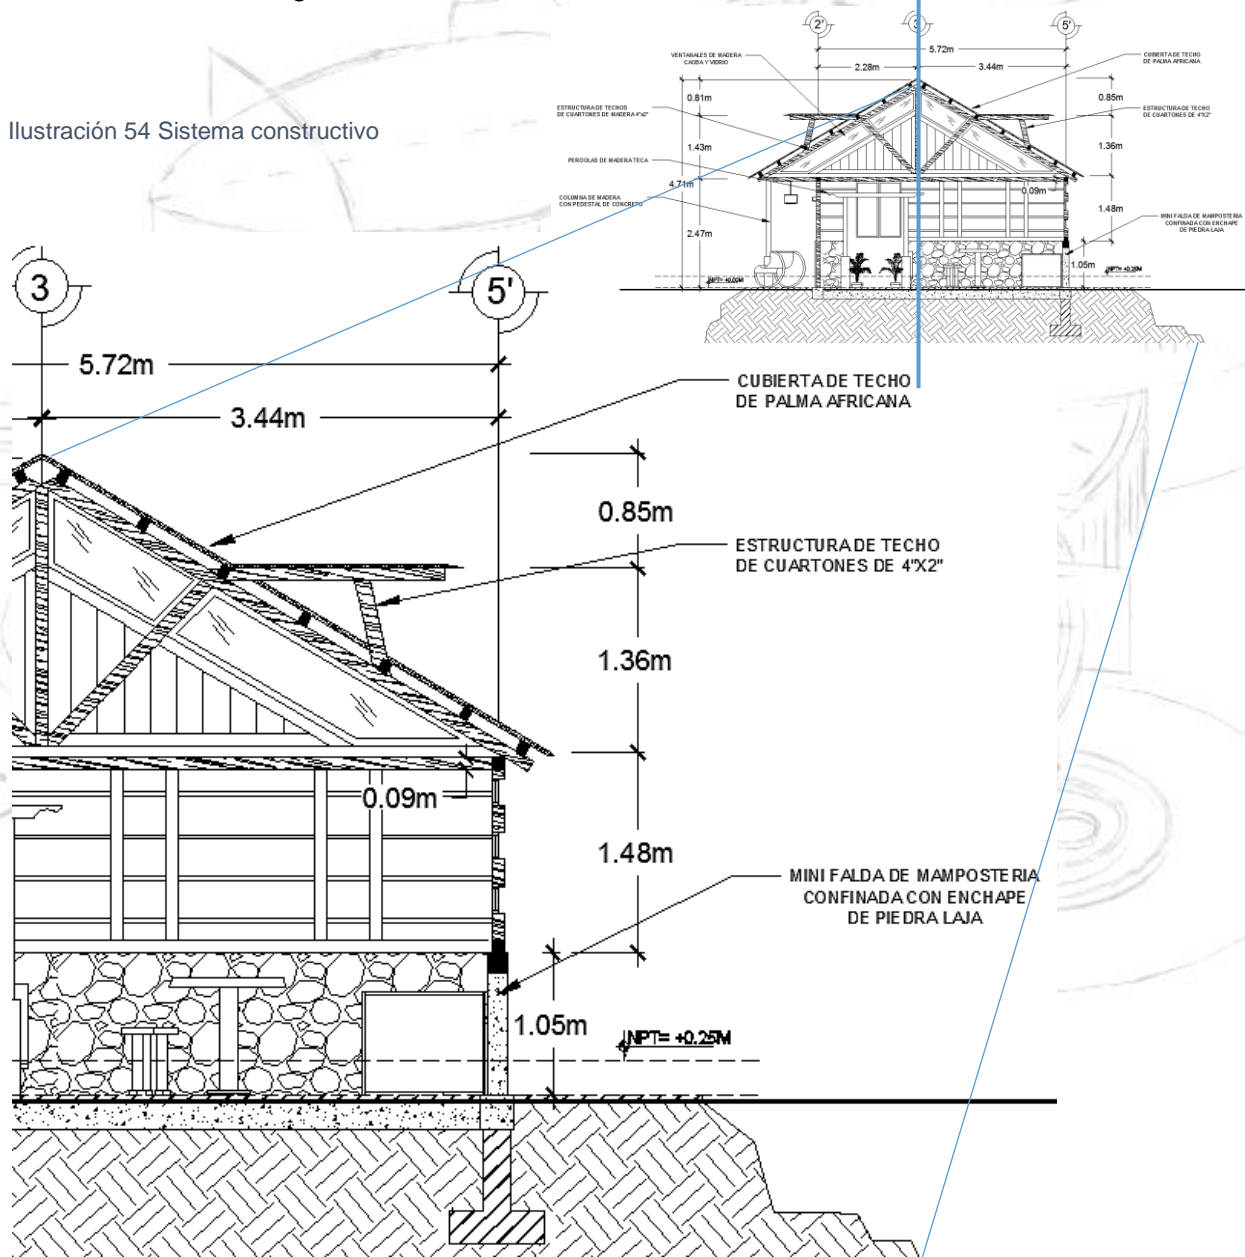 Ilustración 54 Sistema constructivo
2'
3
5'
5.72m
2.28m
3.44m
VENTANALES DE MADERA
CAOBA Y VIDRIO
CUBIERTA DE TECHO
DE PALMA AFRICANA
0.81m
0.85m
ESTRUCTURA DE TECHOS
DE CUARTONES DE MADERA 4"x2"
ESTRUCTURA DE TECHO
DE CUARTONES DE 4"X2"
1.43m
1.36m
PERGOLAS DE MADERA TECA
4.71m
0.09m
COLUMNA DE MADERA
CON PEDESTAL DE CONCRETO
1.48m
2.47m
MINI FALDA DE MAMPOSTERIA
CONFINADA CON ENCHAPE
DE PIEDRA LAJA
1.05m
NPT= +0.25M
NPT= +0.00M
3
5'
5.72m
3.44m
CUBIERTA DE TECHO
DE PALMA AFRICANA
0.85m
ESTRUCTURA DE TECHO
DE CUARTONES DE 4"X2"
1.36m
0.09m
1.48m
MINI FALDA DE MAMPOSTERIA
CONFINADA CON ENCHAPE
DE PIEDRA LAJA
1.05m
NPT= +0.25M